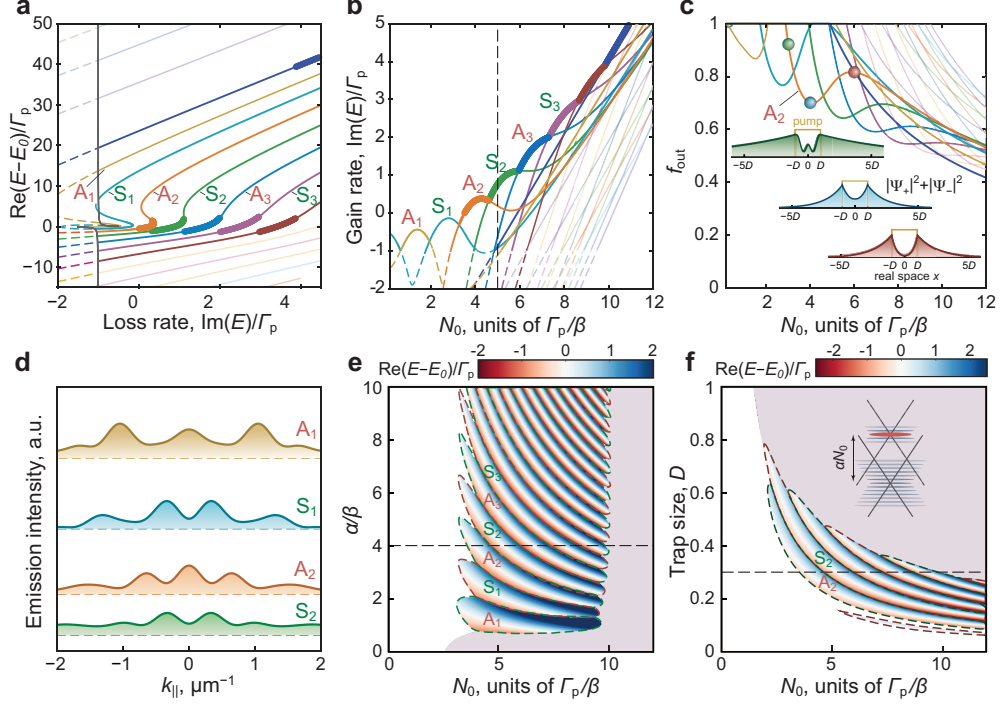 a
Re(E−E₀)/Γₚ
50
40
30
20
10
0
−10
A₁
S₁
A₂
S₂
A₃
S₃
−2
0
2
4
Loss rate, Im(E)/Γₚ
b
Gain rate, Im(E)/Γₚ
5
4
3
2
1
0
-1
-2
A₁
S₁
A₂
S₂
A₃
S₃
2
4
6
8
10
12
N₀, units of Γₚ/β
c
f_out
1
0.8
0.6
0.4
0.2
0
A₂
pump
-5D
-D
D
5D
|Ψ₊|²+|Ψ₋|²
−5D
−D
0
D
5D
-5D
−D
0
D
5D
real space x
2
4
6
8
10
12
N₀, units of Γₚ/β
d
Emission intensity, a.u.
A₁
S₁
A₂
S₂
−2
−1
0
1
2
k||, μm⁻¹
e
Re(E−E₀)/Γₚ
-2
-1
0
1
2
α/β
10
8
6
4
2
0
S₃
A₃
S₂
A₂
S₁
A₁
0
5
10
N₀, units of Γₚ/β
f
Re(E−E₀)/Γₚ
-2
-1
0
1
2
Trap size, D
1
0.8
0.6
0.4
0.2
0
αN₀
S₂
A₂
0
5
10
N₀, units of Γₚ/β